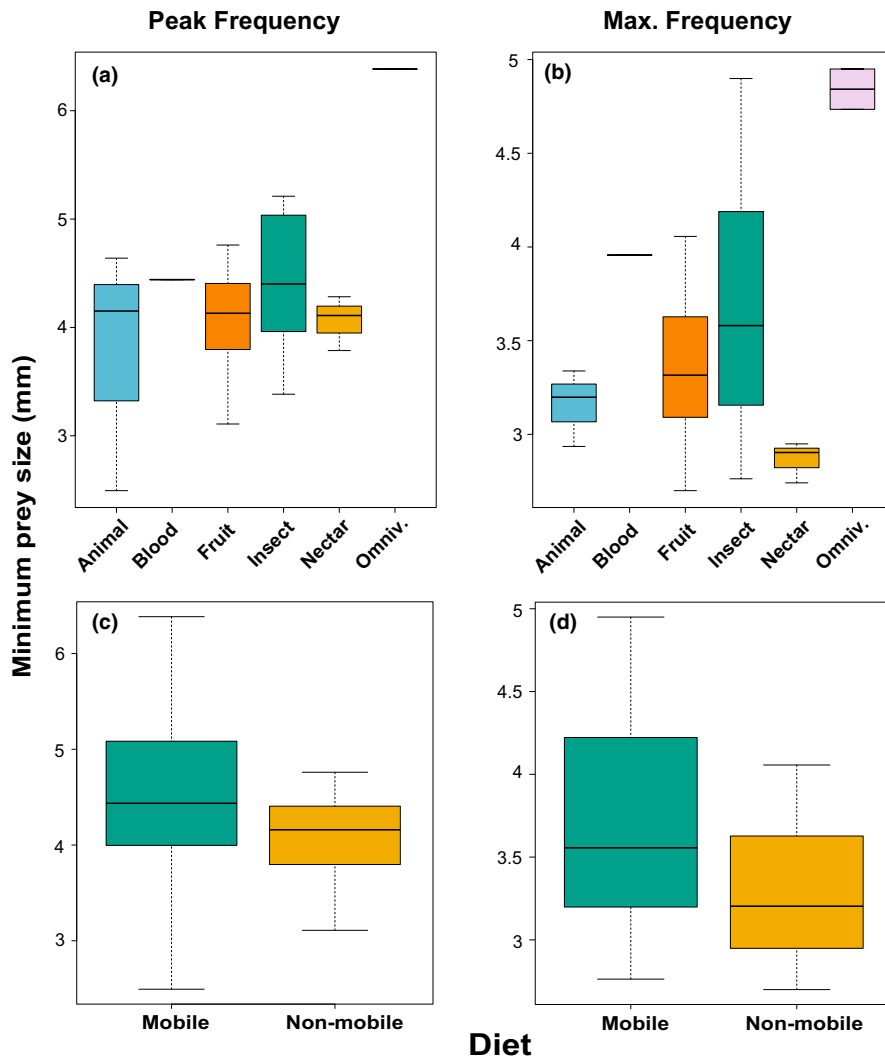 Peak Frequency
Max. Frequency
(a)
6
5
4
3
Animal
Blood
Fruit
Insect
Nectar
Omniv.
(b)
5
4.5
4
3.5
3
Animal
Blood
Fruit
Insect
Nectar
Omniv.
Minimum prey size (mm)
(c)
6
5
4
3
Mobile
Non-mobile
(d)
5
4.5
4
3.5
3
Mobile
Non-mobile
Diet